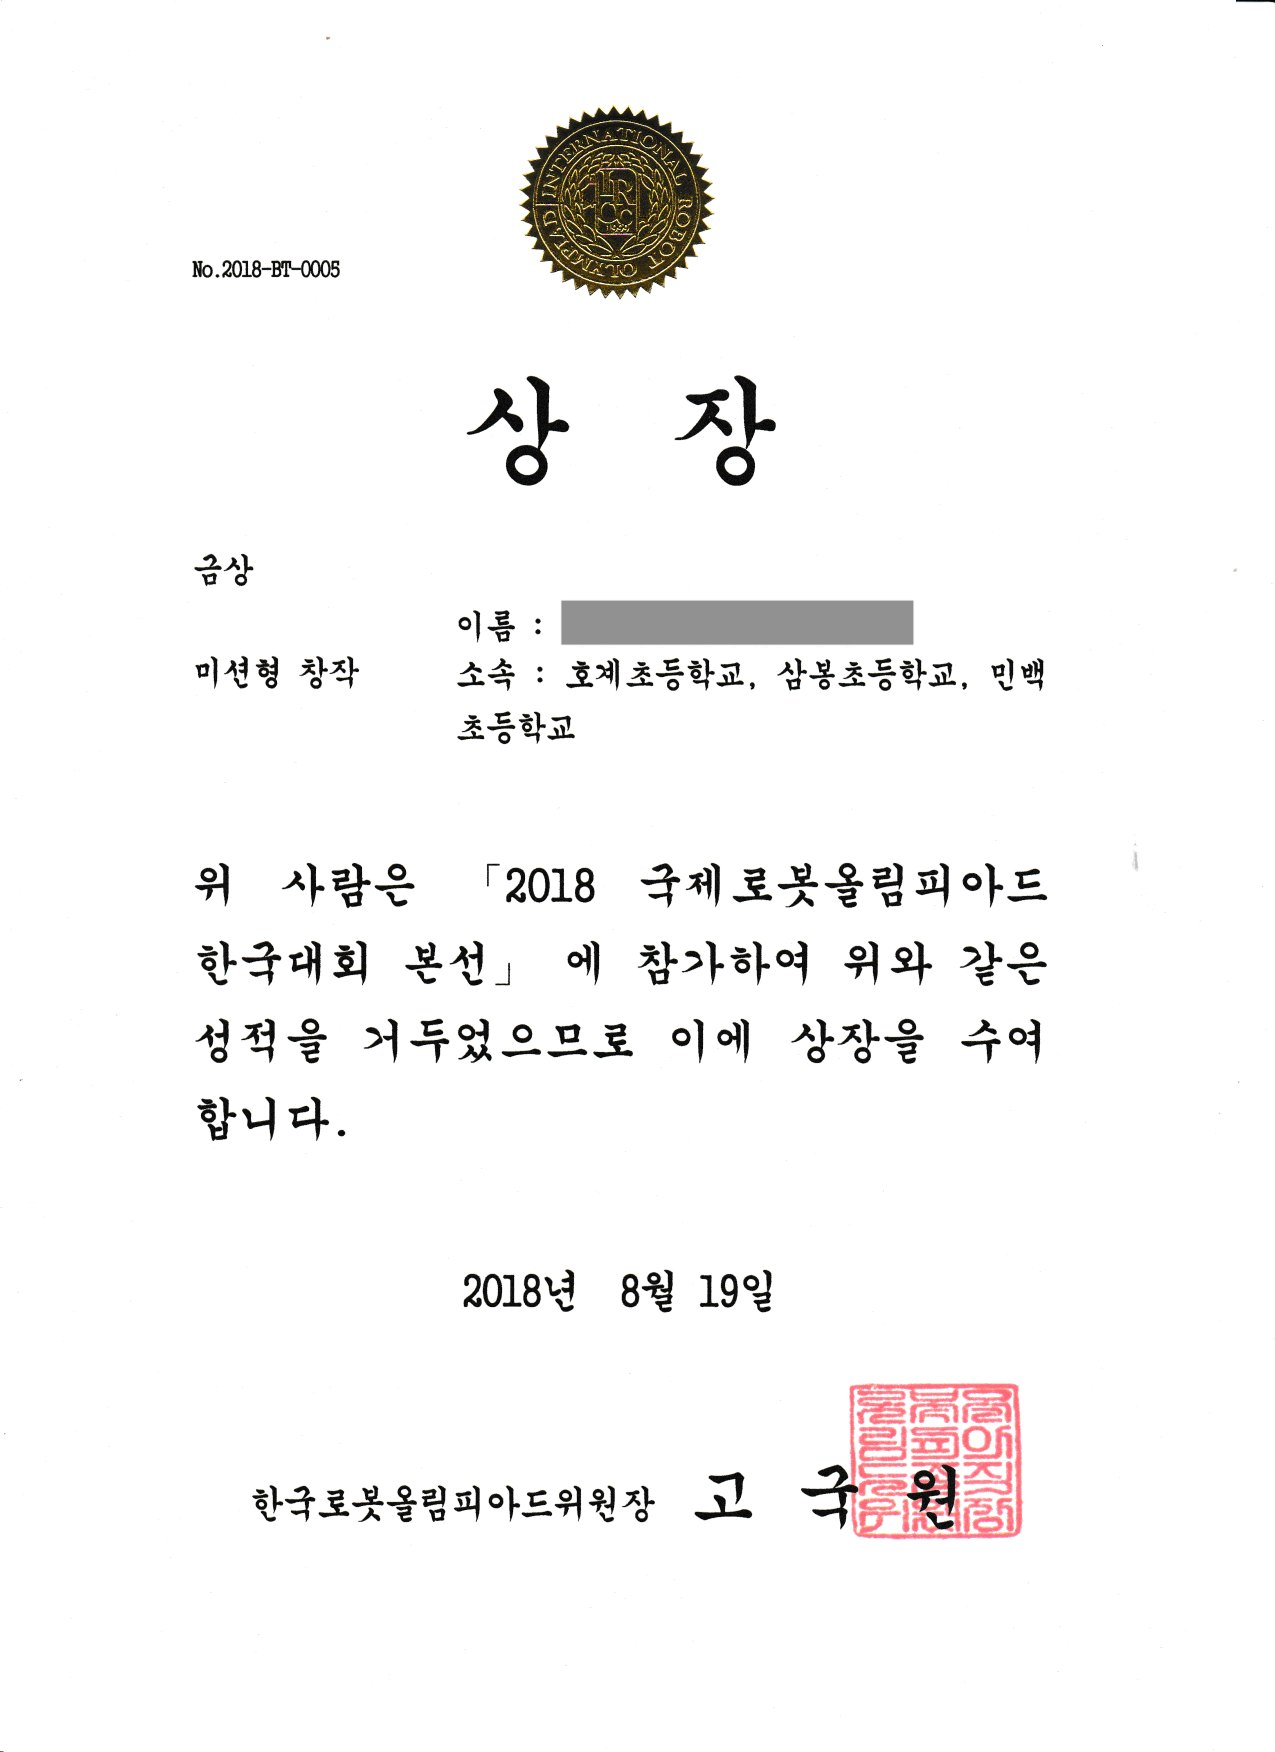 INTERNATIONAL ROBOT OLYMPIAD
No.2018-BT-0005
상 장
금상
이름 :
미션형 창작 소속 : 호계초등학교, 삼봉초등학교, 민백
초등학교
위 사람은 「2018 국제로봇올림피아드
한국대회 본선」 에 참가하여 위와 같은
성적을 거두었으므로 이에 상장을 수여
합니다.
2018년 8월 19일
한국로봇올림피아드위원장 고 국 원